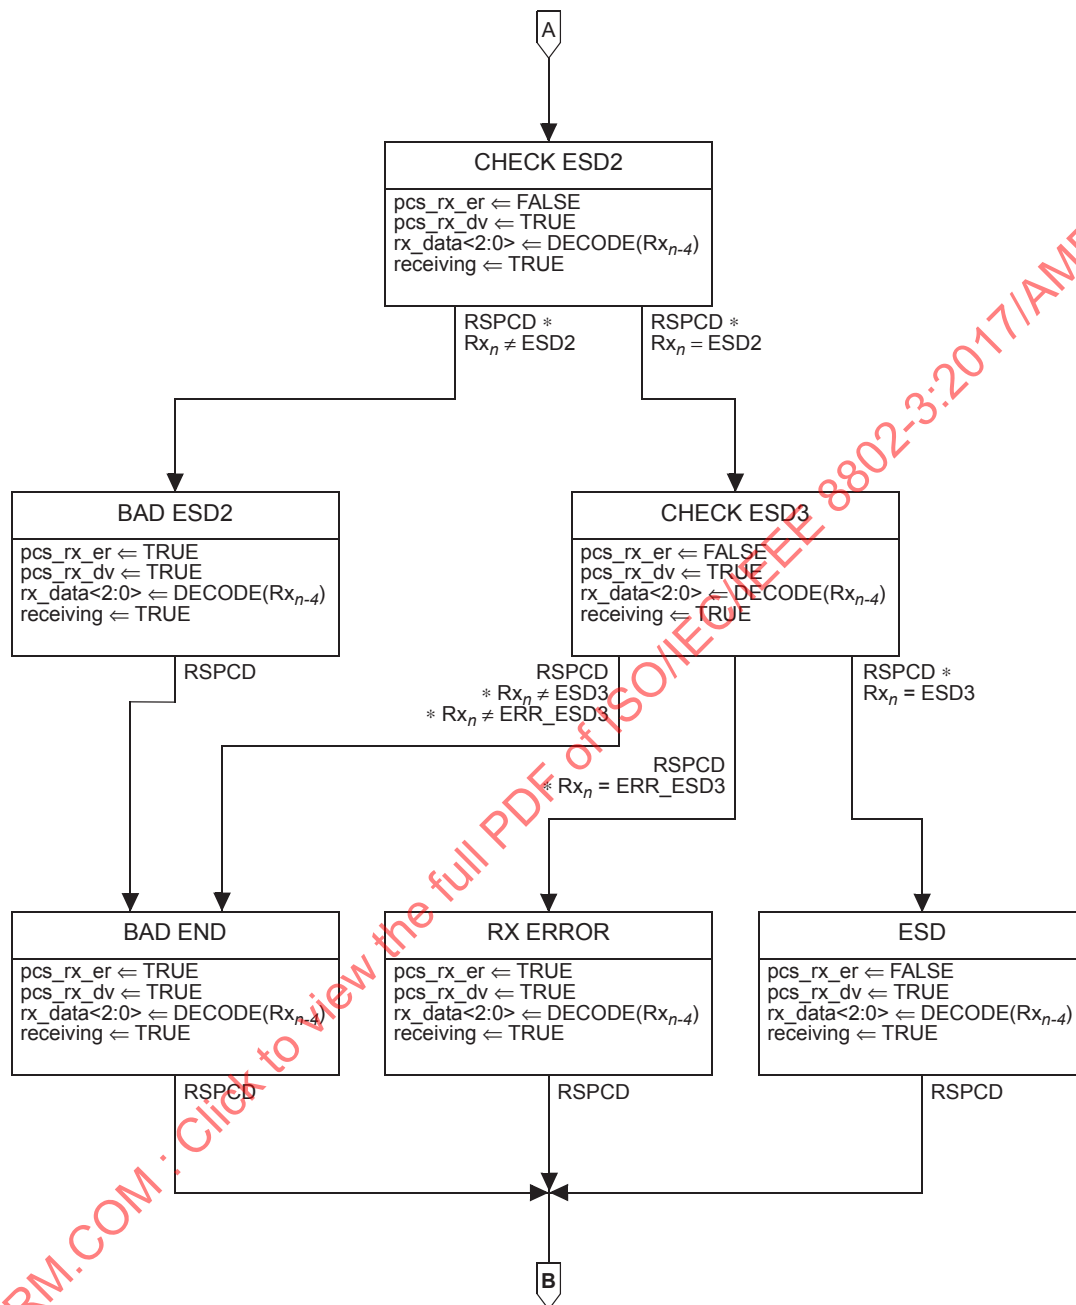 A
CHECK ESD2
pcs_rx_er ⇐ FALSE
pcs_rx_dv ⇐ TRUE
rx_data<2:0> ⇐ DECODE(Rxn-4)
receiving ⇐ TRUE
RSPCD *
Rxn ≠ ESD2
RSPCD *
Rxn = ESD2
BAD ESD2
pcs_rx_er ⇐ TRUE
pcs_rx_dv ⇐ TRUE
rx_data<2:0> ⇐ DECODE(Rxn-4)
receiving ⇐ TRUE
CHECK ESD3
pcs_rx_er ⇐ FALSE
pcs_rx_dv ⇐ TRUE
rx_data<2:0> ⇐ DECODE(Rxn-4)
receiving ⇐ TRUE
RSPCD
RSPCD
* Rxn ≠ ESD3
* Rxn ≠ ERR_ESD3
RSPCD
* Rxn = ERR_ESD3
RSPCD *
Rxn = ESD3
BAD END
pcs_rx_er ⇐ TRUE
pcs_rx_dv ⇐ TRUE
rx_data<2:0> ⇐ DECODE(Rxn-4)
receiving ⇐ TRUE
RX ERROR
pcs_rx_er ⇐ TRUE
pcs_rx_dv ⇐ TRUE
rx_data<2:0> ⇐ DECODE(Rxn-4)
receiving ⇐ TRUE
ESD
pcs_rx_er ⇐ FALSE
pcs_rx_dv ⇐ TRUE
rx_data<2:0> ⇐ DECODE(Rxn-4)
receiving ⇐ TRUE
RSPCD
RSPCD
RSPCD
B
RM.COM : Click to view the full PDF of ISO/IEC/IEEE 8802-3:2017/AM